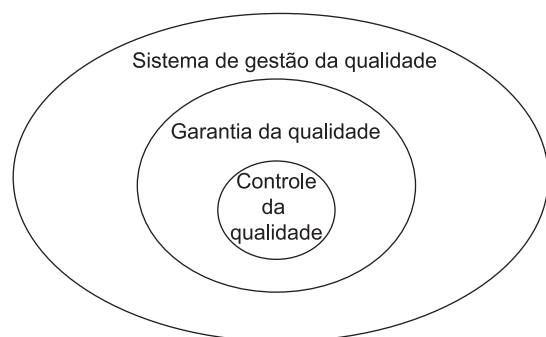 Sistema de gestão da qualidade
Garantia da qualidade
Controle
da
qualidade